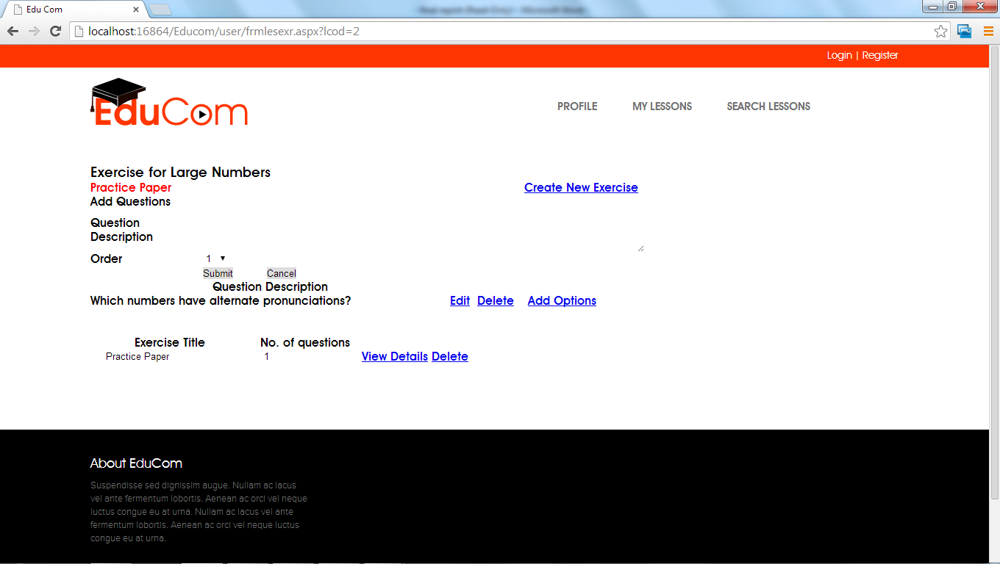 Edu Com
localhost:16864/Educom/user/frmlesexr.aspx?lcod=2
Login | Register
EduCom
PROFILE MY LESSONS SEARCH LESSONS
Exercise for Large Numbers
Practice Paper Create New Exercise
Add Questions
Question
Description
Order 1
Submit Cancel
Question Description
Which numbers have alternate pronunciations? Edit Delete Add Options
Exercise Title No. of questions
Practice Paper 1 View Details Delete
About EduCom
Suspendisse sed dignissim augue. Nullam ac lacus
vel ante fermentum lobortis. Aenean ac orci vel neque
luctus congue eu at urna. Nullam ac lacus vel ante
fermentum lobortis. Aenean ac orci vel neque luctus
congue eu at urna.